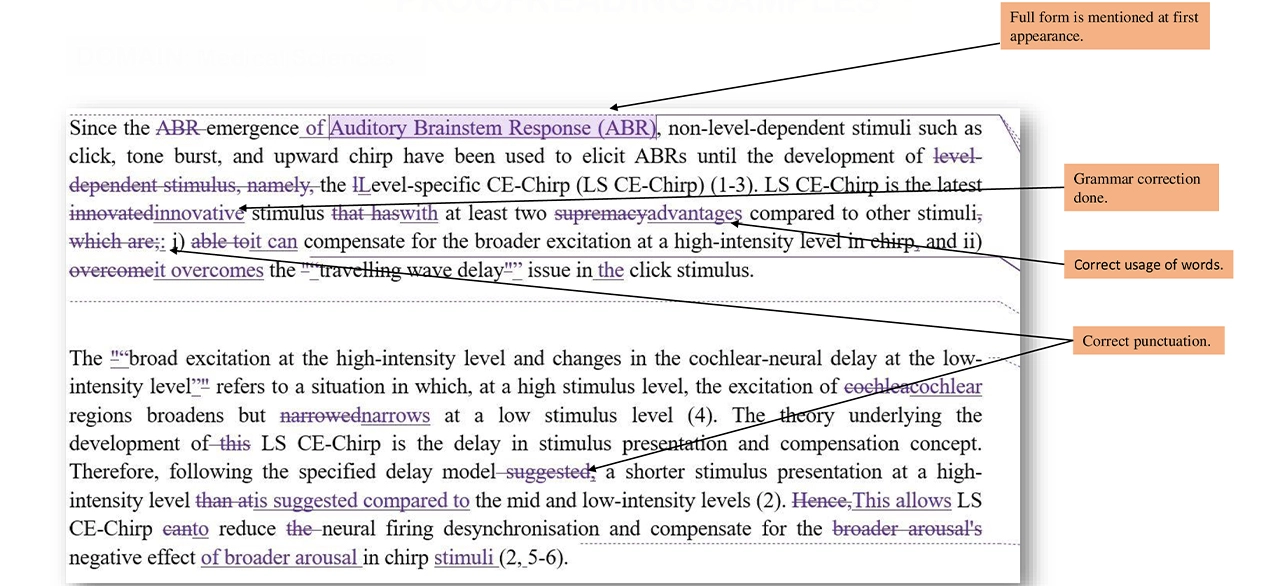 Full form is mentioned at first
appearance.
Since the ABR emergence of Auditory Brainstem Response (ABR), non-level-dependent stimuli such as
click, tone burst, and upward chirp have been used to elicit ABRs until the development of level-
dependent stimulus, namely, the lLevel-specific CE-Chirp (LS CE-Chirp) (1-3). LS CE-Chirp is the latest
innovatedinnovative stimulus that haswith at least two supremacyadvantages compared to other stimuli,
which are;: i) able toit can compensate for the broader excitation at a high-intensity level in chirp, and ii)
overcomeit overcomes the "“travelling wave delay"” issue in the click stimulus.
Grammar correction
done.
Correct usage of words.
Correct punctuation.
The "“broad excitation at the high-intensity level and changes in the cochlear-neural delay at the low-
intensity level”" refers to a situation in which, at a high stimulus level, the excitation of cochleacochlear
regions broadens but narrowednarrows at a low stimulus level (4). The theory underlying the
development of this LS CE-Chirp is the delay in stimulus presentation and compensation concept.
Therefore, following the specified delay model suggested, a shorter stimulus presentation at a high-
intensity level than atis suggested compared to the mid and low-intensity levels (2). Hence,This allows LS
CE-Chirp canto reduce the neural firing desynchronisation and compensate for the broader arousal's
negative effect of broader arousal in chirp stimuli (2, 5-6).